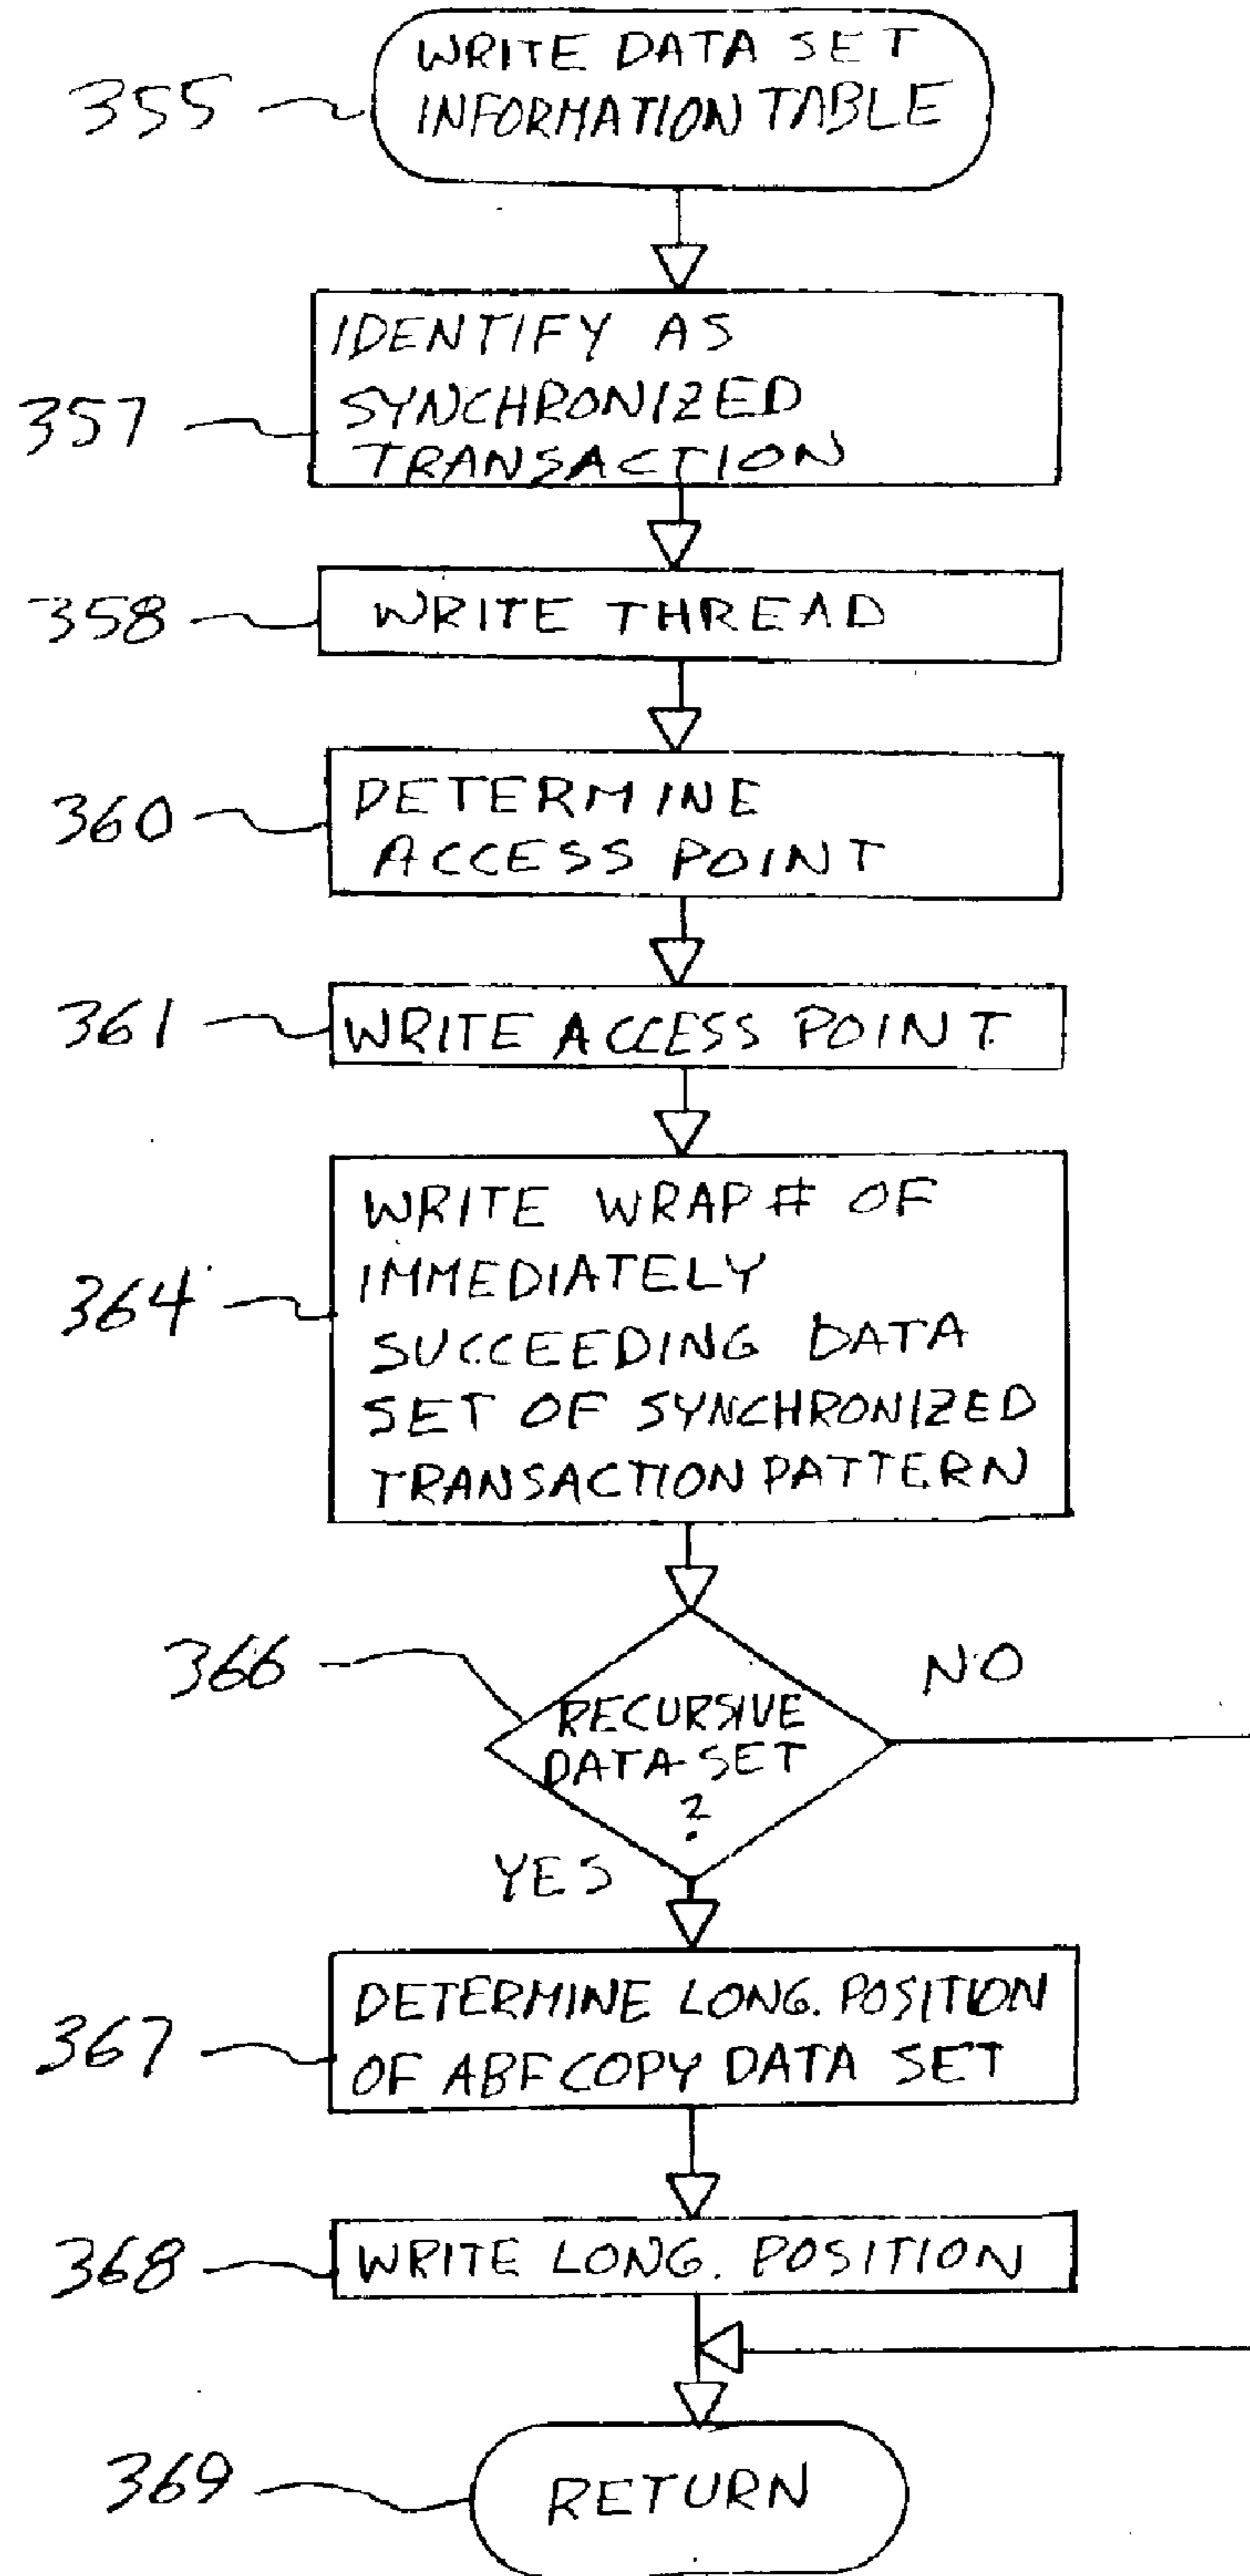 355
WRITE DATA SET
INFORMATION TABLE
357
IDENTIFY AS
SYNCHRONIZED
TRANSACTION
358
WRITE THREAD
360
DETERMINE
ACCESS POINT
361
WRITE ACCESS POINT
364
WRITE WRAP # OF
IMMEDIATELY
SUCCEEDING DATA
SET OF SYNCHRONIZED
TRANSACTION PATTERN
366
RECURSIVE
DATA SET
?
NO
YES
367
DETERMINE LONG. POSITION
OF ABF COPY DATA SET
368
WRITE LONG. POSITION
369
RETURN